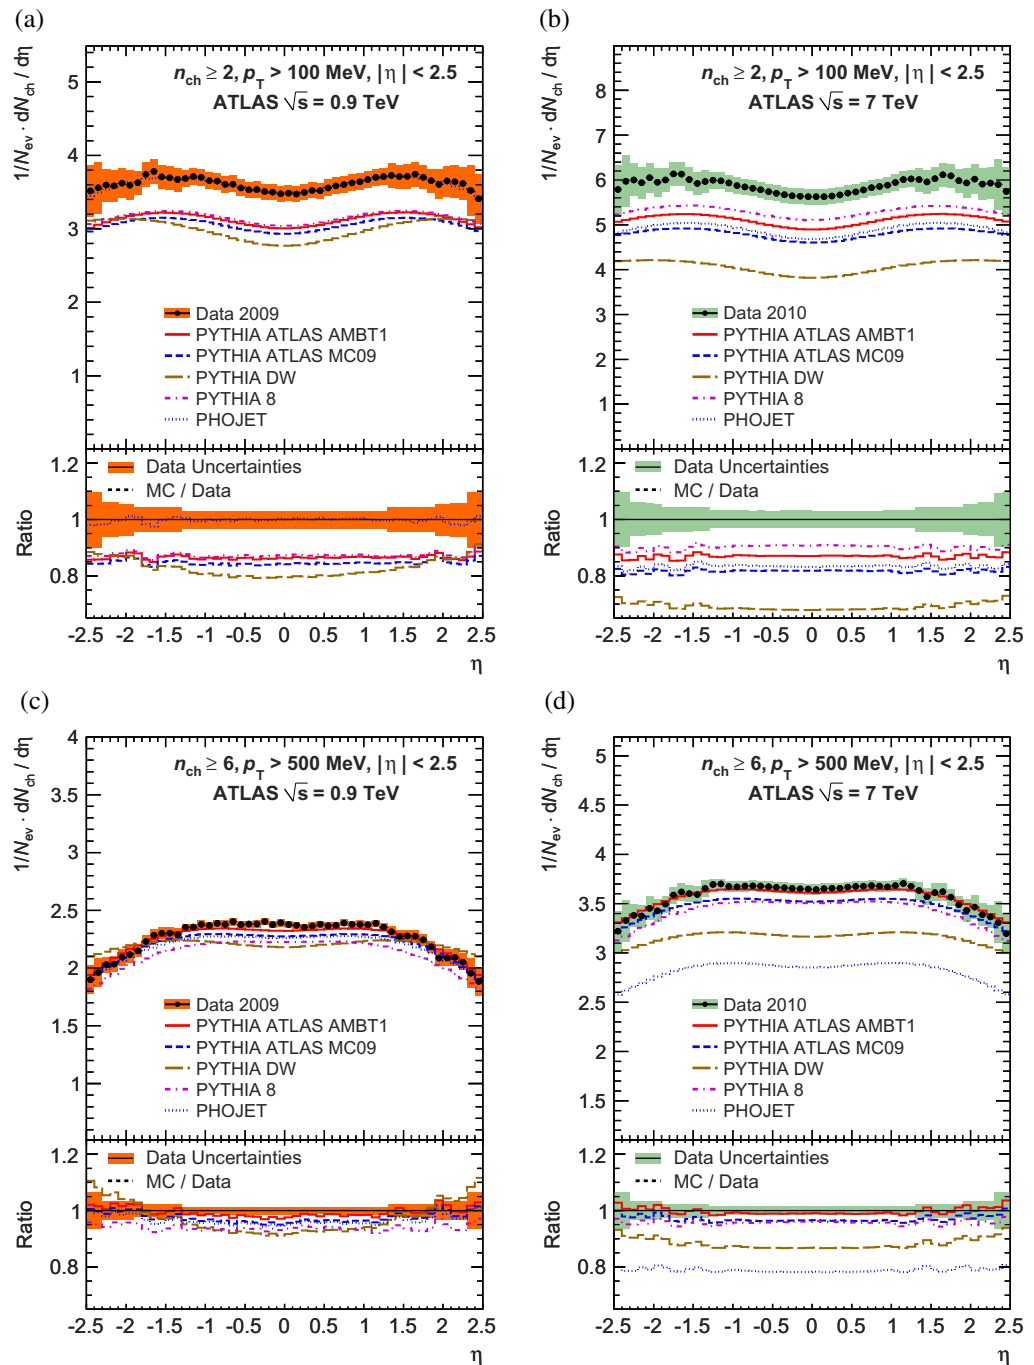 (a)
1/N_ev · dN_ch / dη
n_ch ≥ 2, p_T > 100 MeV, |η| < 2.5
ATLAS √s = 0.9 TeV
5
4
3
2
1
Data 2009
PYTHIA ATLAS AMBT1
PYTHIA ATLAS MC09
PYTHIA DW
PYTHIA 8
PHOJET
Ratio
1.2
1
0.8
Data Uncertainties
MC / Data
-2.5 -2 -1.5 -1 -0.5 0 0.5 1 1.5 2 2.5
η
(b)
1/N_ev · dN_ch / dη
n_ch ≥ 2, p_T > 100 MeV, |η| < 2.5
ATLAS √s = 7 TeV
8
7
6
5
4
3
2
1
Data 2010
PYTHIA ATLAS AMBT1
PYTHIA ATLAS MC09
PYTHIA DW
PYTHIA 8
PHOJET
Ratio
1.2
1
0.8
Data Uncertainties
MC / Data
-2.5 -2 -1.5 -1 -0.5 0 0.5 1 1.5 2 2.5
η
(c)
1/N_ev · dN_ch / dη
n_ch ≥ 6, p_T > 500 MeV, |η| < 2.5
ATLAS √s = 0.9 TeV
4
3.5
3
2.5
2
1.5
1
Data 2009
PYTHIA ATLAS AMBT1
PYTHIA ATLAS MC09
PYTHIA DW
PYTHIA 8
PHOJET
Ratio
1.2
1
0.8
Data Uncertainties
MC / Data
-2.5 -2 -1.5 -1 -0.5 0 0.5 1 1.5 2 2.5
η
(d)
1/N_ev · dN_ch / dη
n_ch ≥ 6, p_T > 500 MeV, |η| < 2.5
ATLAS √s = 7 TeV
5
4.5
4
3.5
3
2.5
2
1.5
Data 2010
PYTHIA ATLAS AMBT1
PYTHIA ATLAS MC09
PYTHIA DW
PYTHIA 8
PHOJET
Ratio
1.2
1
0.8
Data Uncertainties
MC / Data
-2.5 -2 -1.5 -1 -0.5 0 0.5 1 1.5 2 2.5
η